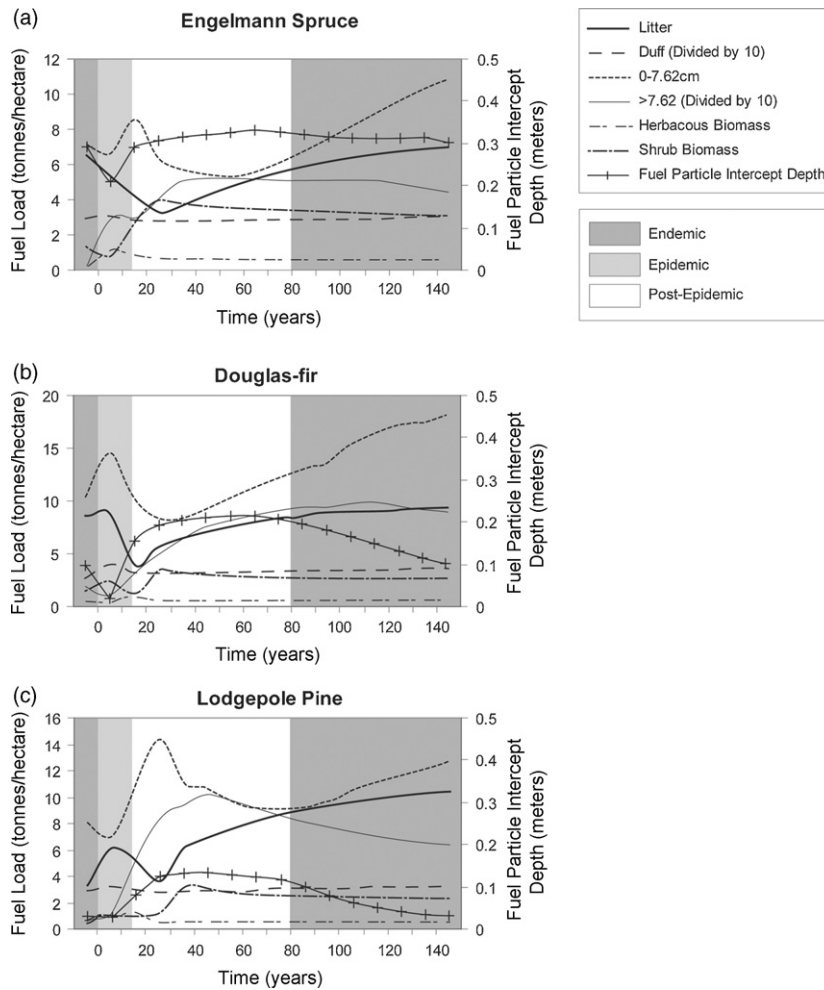 (a)
Engelmann Spruce
Fuel Load (tonnes/hectare)
12
10
8
6
4
2
0
0.5
0.4
0.3
0.2
0.1
0
Fuel Particle Intercept
Depth (meters)
0 20 40 60 80 100 120 140
Time (years)
Litter
Duff (Divided by 10)
0-7.62cm
>7.62 (Divided by 10)
Herbacous Biomass
Shrub Biomass
Fuel Particle Intercept Depth
Endemic
Epidemic
Post-Epidemic
(b)
Douglas-fir
Fuel Load (tonnes/hectare)
20
15
10
5
0
0.5
0.4
0.3
0.2
0.1
0
Fuel Particle Intercept
Depth (meters)
0 20 40 60 80 100 120 140
Time (years)
(c)
Lodgepole Pine
Fuel Load (tonnes/hectare)
16
14
12
10
8
6
4
2
0
0.5
0.4
0.3
0.2
0.1
0
Fuel Particle Intercept
Depth (meters)
0 20 40 60 80 100 120 140
Time (years)